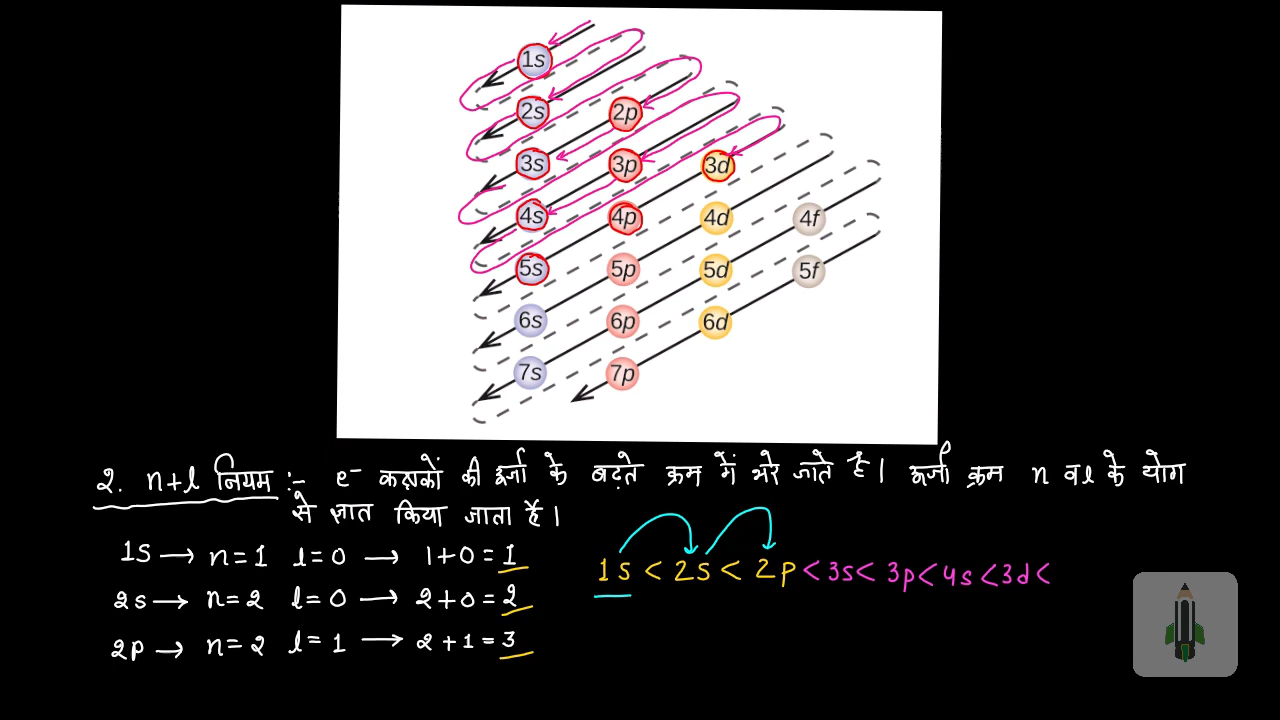 1s
2s 2p
3s 3p 3d
4s 4p 4d 4f
5s 5p 5d 5f
6s 6p 6d
7s 7p
2. n+l नियम :- e⁻ कक्षकों की ऊर्जा के बढ़ते क्रम में भरे जाते है। ऊर्जा क्रम n व l के योग
से ज्ञात किया जाता है।
1s → n=1 l=0 → 1+0=1
2s → n=2 l=0 → 2+0=2
2p → n=2 l=1 → 2+1=3
1s < 2s < 2p < 3s < 3p < 4s < 3d <